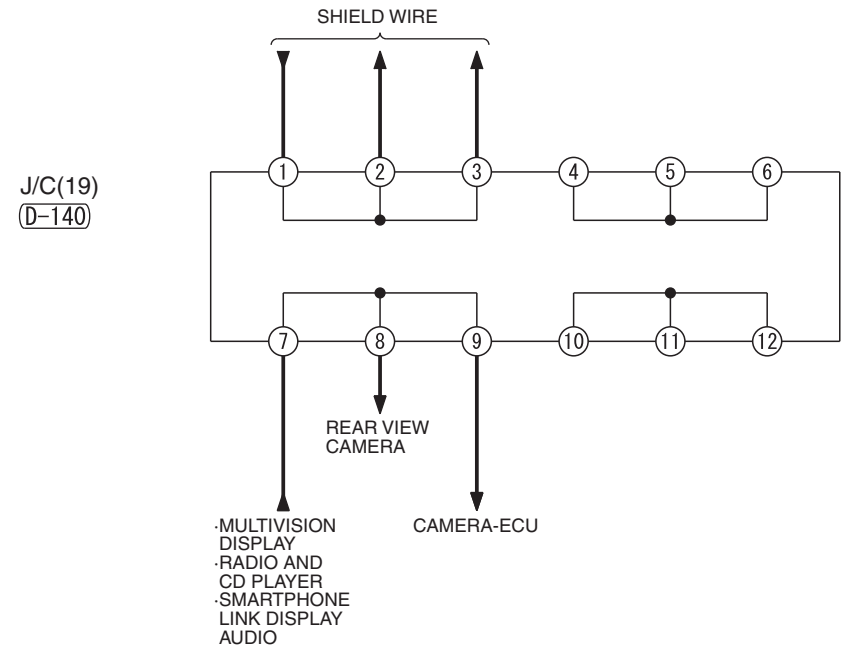 SHIELD WIRE
J/C(19)
D-140
1 2 3 4 5 6
7 8 9 10 11 12
REAR VIEW
CAMERA
·MULTIVISION
DISPLAY
·RADIO AND
CD PLAYER
·SMARTPHONE
LINK DISPLAY
AUDIO
CAMERA-ECU